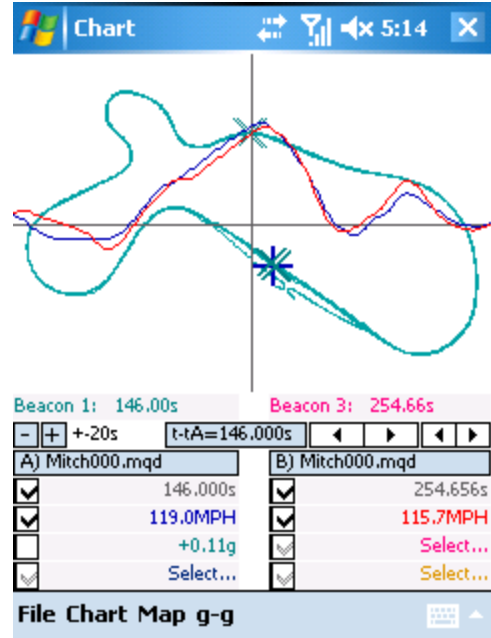 Chart 5:14
Beacon 1: 146.00s Beacon 3: 254.66s
- + +-20s t-tA=146.000s
A) Mitch000.mqd B) Mitch000.mqd
146.000s 254.656s
119.0MPH 115.7MPH
+0.11g Select...
Select... Select...
File Chart Map g-g